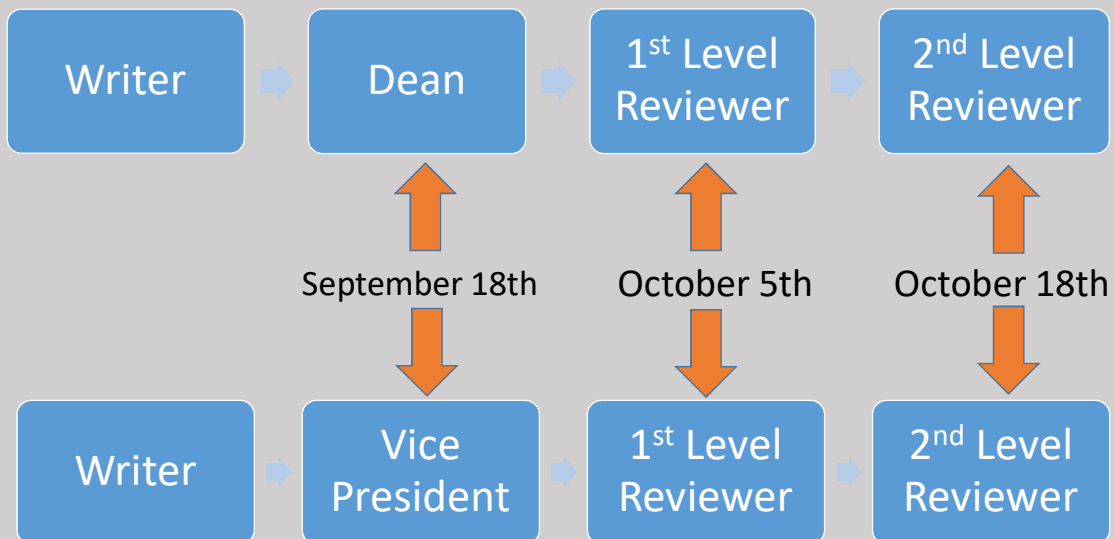 Writer
Dean
1st Level
Reviewer
2nd Level
Reviewer
September 18th
October 5th
October 18th
Writer
Vice
President
1st Level
Reviewer
2nd Level
Reviewer